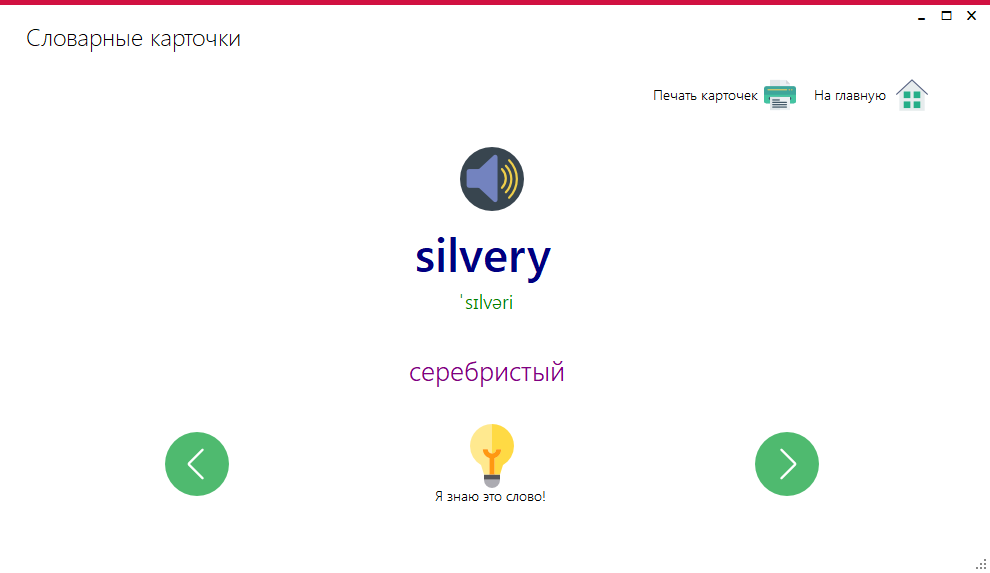 Словарные карточки
Печать карточек
На главную
silvery
ˈsɪlvəri
серебристый
Я знаю это слово!